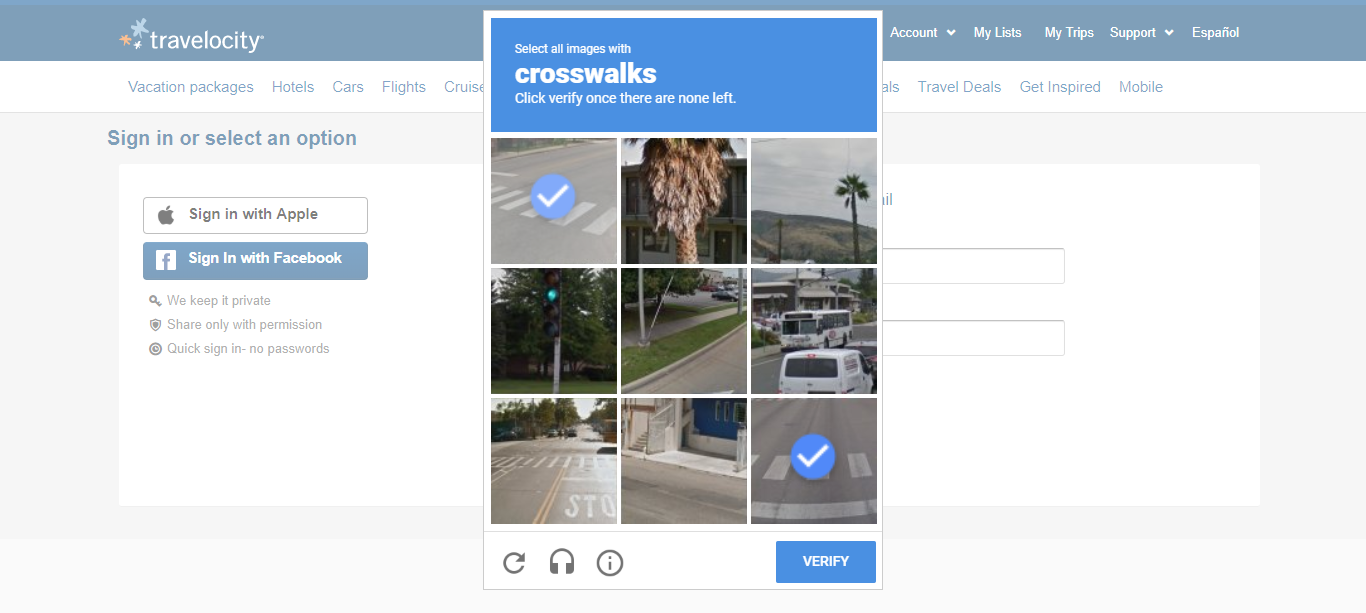 travelocity
Account
My Lists
My Trips
Support
Español
Vacation packages
Hotels
Cars
Flights
Cruise
als
Travel Deals
Get Inspired
Mobile
Sign in or select an option
Select all images with
crosswalks
Click verify once there are none left.
Sign in with Apple
Sign In with Facebook
We keep it private
Share only with permission
Quick sign in- no passwords
ail
STO
VERIFY